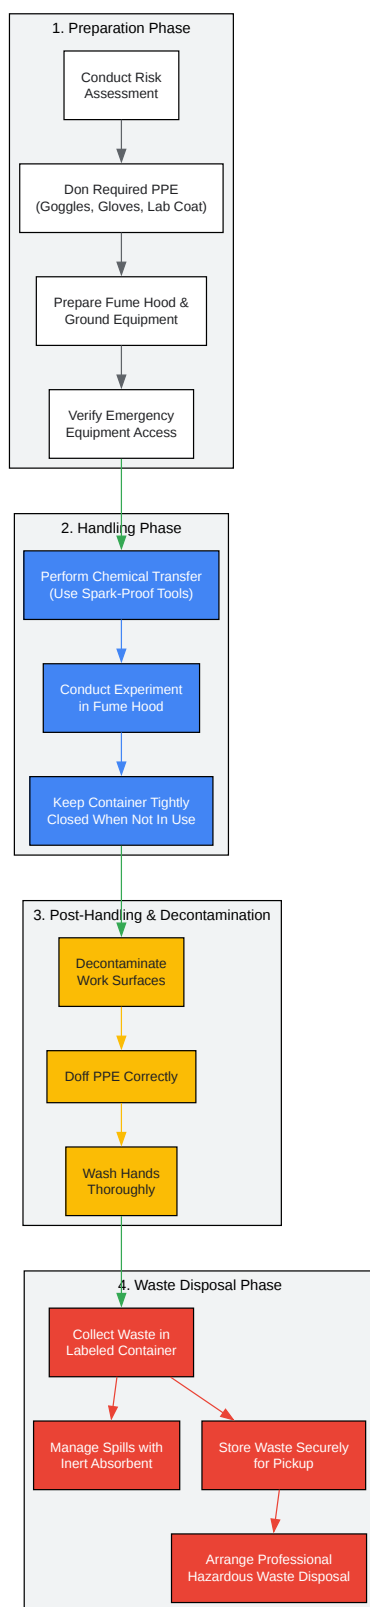 1. Preparation Phase
Conduct Risk
Assessment
Don Required PPE
(Goggles, Gloves, Lab Coat)
Prepare Fume Hood &
Ground Equipment
Verify Emergency
Equipment Access
2. Handling Phase
Perform Chemical Transfer
(Use Spark-Proof Tools)
Conduct Experiment
in Fume Hood
Keep Container Tightly
Closed When Not In Use
3. Post-Handling & Decontamination
Decontaminate
Work Surfaces
Doff PPE Correctly
Wash Hands
Thoroughly
4. Waste Disposal Phase
Collect Waste in
Labeled Container
Manage Spills with
Inert Absorbent
Store Waste Securely
for Pickup
Arrange Professional
Hazardous Waste Disposal